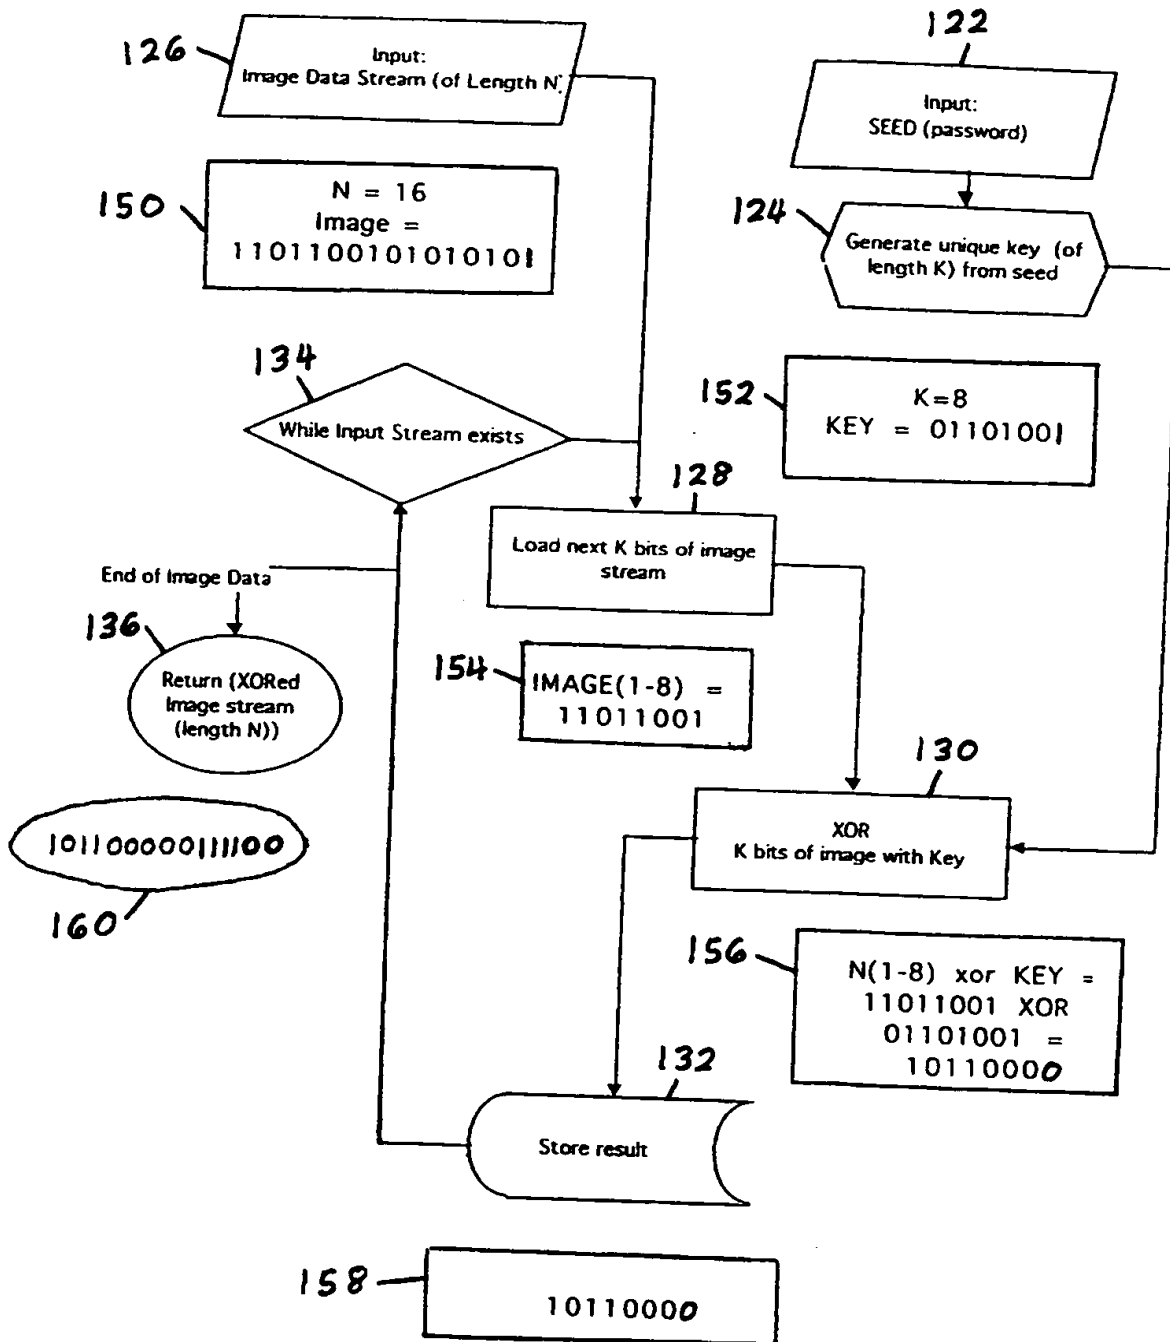 126
Input:
Image Data Stream (of Length N)
122
Input:
SEED (password)
150
N = 16
Image =
1101100101010101
124
Generate unique key (of
length K) from seed
134
While Input Stream exists
152
K=8
KEY = 01101001
128
Load next K bits of image
stream
End of Image Data
136
Return (XORed
Image stream
(length N))
154
IMAGE(1-8) =
11011001
130
XOR
K bits of image with Key
101100000111100
160
156
N(1-8) xor KEY =
11011001 XOR
01101001 =
10110000
132
Store result
158
10110000